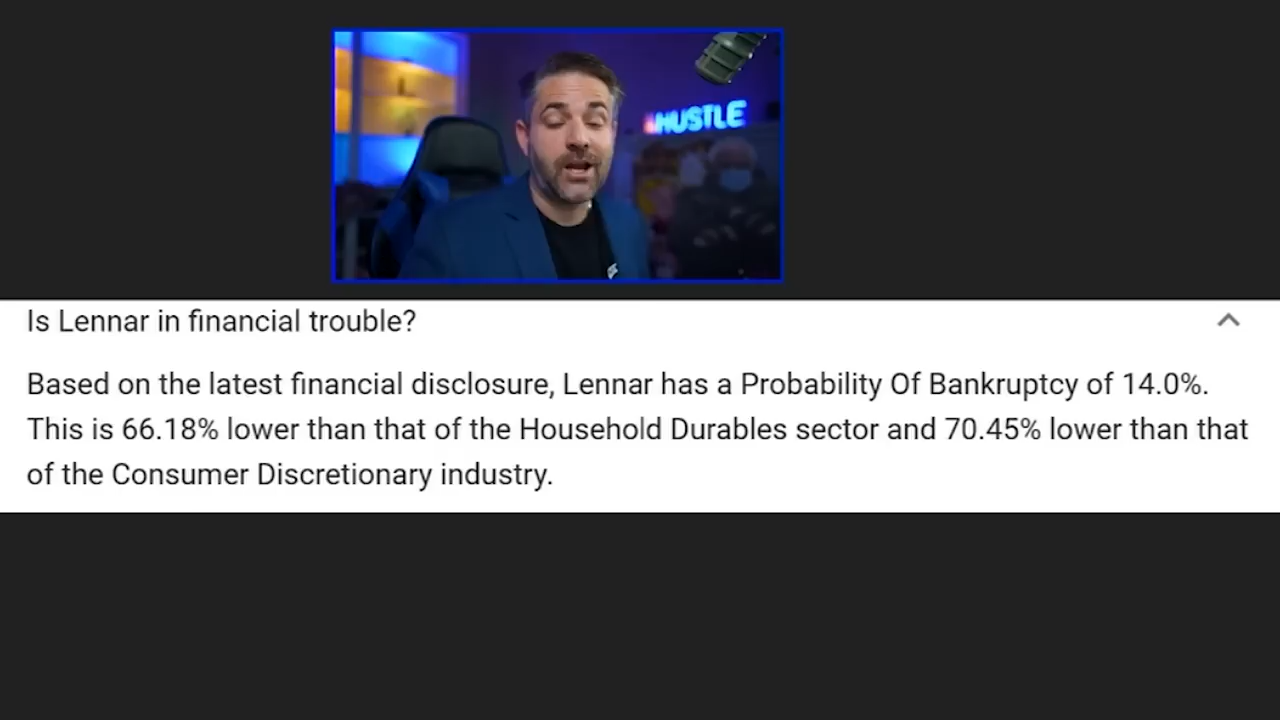 HUSTLE
Is Lennar in financial trouble?
Based on the latest financial disclosure, Lennar has a Probability Of Bankruptcy of 14.0%.
This is 66.18% lower than that of the Household Durables sector and 70.45% lower than that
of the Consumer Discretionary industry.